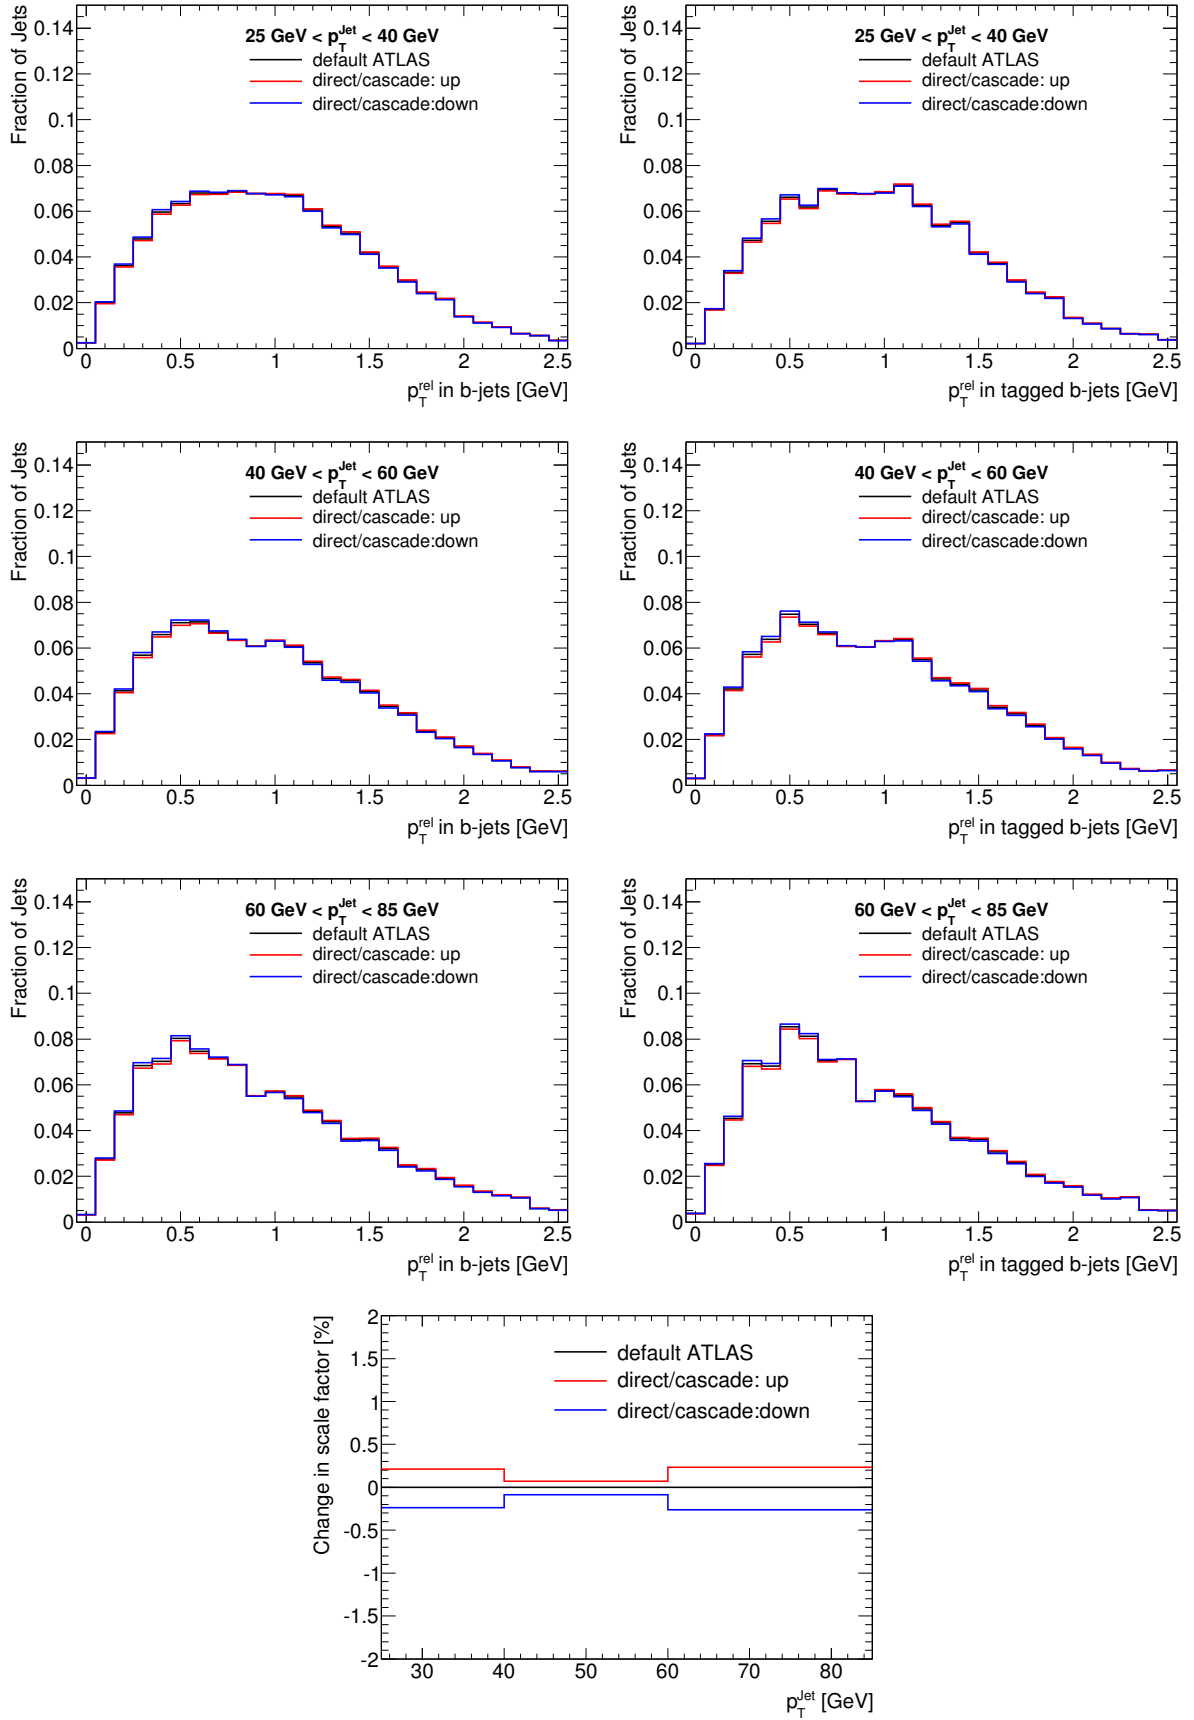 Fraction of Jets
0.14
0.12
0.1
0.08
0.06
0.04
0.02
0
25 GeV < p_T^Jet < 40 GeV
default ATLAS
direct/cascade: up
direct/cascade:down
0 0.5 1 1.5 2 2.5
p_T^rel in b-jets [GeV]
Fraction of Jets
0.14
0.12
0.1
0.08
0.06
0.04
0.02
0
25 GeV < p_T^Jet < 40 GeV
default ATLAS
direct/cascade: up
direct/cascade:down
0 0.5 1 1.5 2 2.5
p_T^rel in tagged b-jets [GeV]
Fraction of Jets
0.14
0.12
0.1
0.08
0.06
0.04
0.02
0
40 GeV < p_T^Jet < 60 GeV
default ATLAS
direct/cascade: up
direct/cascade:down
0 0.5 1 1.5 2 2.5
p_T^rel in b-jets [GeV]
Fraction of Jets
0.14
0.12
0.1
0.08
0.06
0.04
0.02
0
40 GeV < p_T^Jet < 60 GeV
default ATLAS
direct/cascade: up
direct/cascade:down
0 0.5 1 1.5 2 2.5
p_T^rel in tagged b-jets [GeV]
Fraction of Jets
0.14
0.12
0.1
0.08
0.06
0.04
0.02
0
60 GeV < p_T^Jet < 85 GeV
default ATLAS
direct/cascade: up
direct/cascade:down
0 0.5 1 1.5 2 2.5
p_T^rel in b-jets [GeV]
Fraction of Jets
0.14
0.12
0.1
0.08
0.06
0.04
0.02
0
60 GeV < p_T^Jet < 85 GeV
default ATLAS
direct/cascade: up
direct/cascade:down
0 0.5 1 1.5 2 2.5
p_T^rel in tagged b-jets [GeV]
Change in scale factor [%]
2
1.5
1
0.5
0
-0.5
-1
-1.5
-2
default ATLAS
direct/cascade: up
direct/cascade:down
30 40 50 60 70 80
p_T^Jet [GeV]